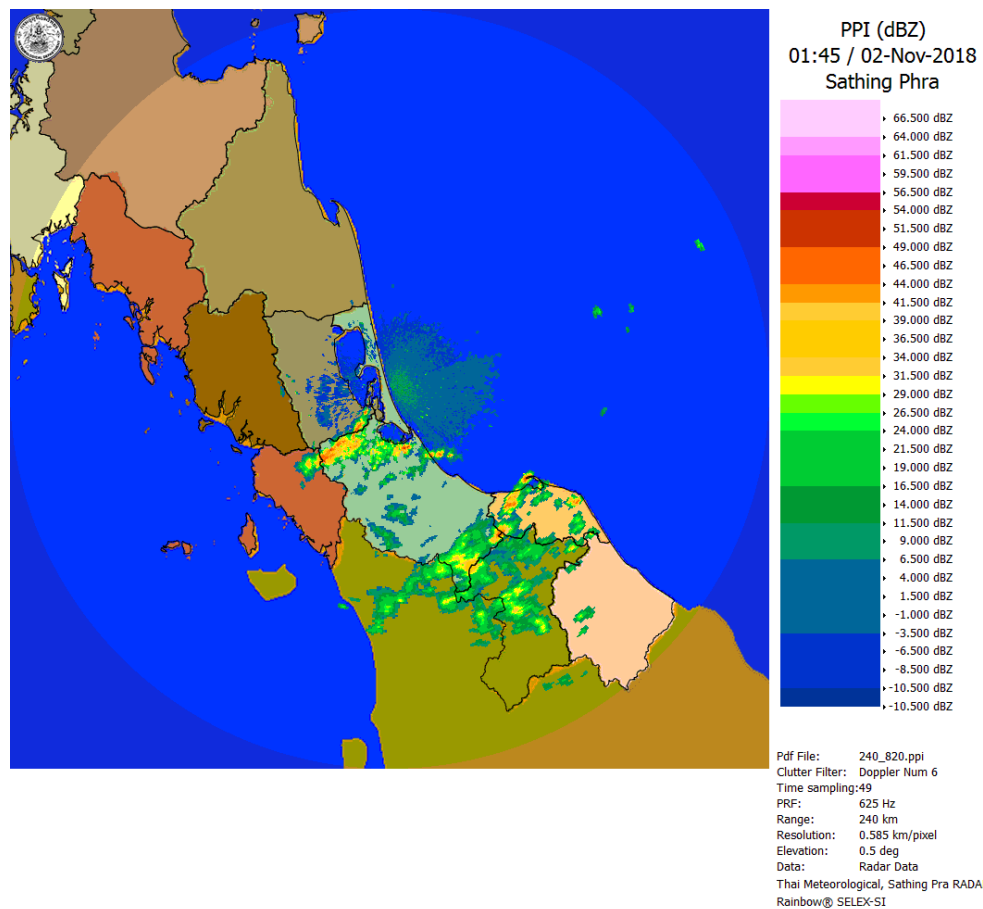 PPI (dBZ)
01:45 / 02-Nov-2018
Sathing Phra
66.500 dBZ
64.000 dBZ
61.500 dBZ
59.500 dBZ
56.500 dBZ
54.000 dBZ
51.500 dBZ
49.000 dBZ
46.500 dBZ
44.000 dBZ
41.500 dBZ
39.000 dBZ
36.500 dBZ
34.000 dBZ
31.500 dBZ
29.000 dBZ
26.500 dBZ
24.000 dBZ
21.500 dBZ
19.000 dBZ
16.500 dBZ
14.000 dBZ
11.500 dBZ
9.000 dBZ
6.500 dBZ
4.000 dBZ
1.500 dBZ
-1.000 dBZ
-3.500 dBZ
-6.500 dBZ
-8.500 dBZ
-10.500 dBZ
-10.500 dBZ
Pdf File: 240_820.ppi
Clutter Filter: Doppler Num 6
Time sampling:49
PRF: 625 Hz
Range: 240 km
Resolution: 0.585 km/pixel
Elevation: 0.5 deg
Data: Radar Data
Thai Meteorological, Sathing Pra RADA
Rainbow® SELEX-SI